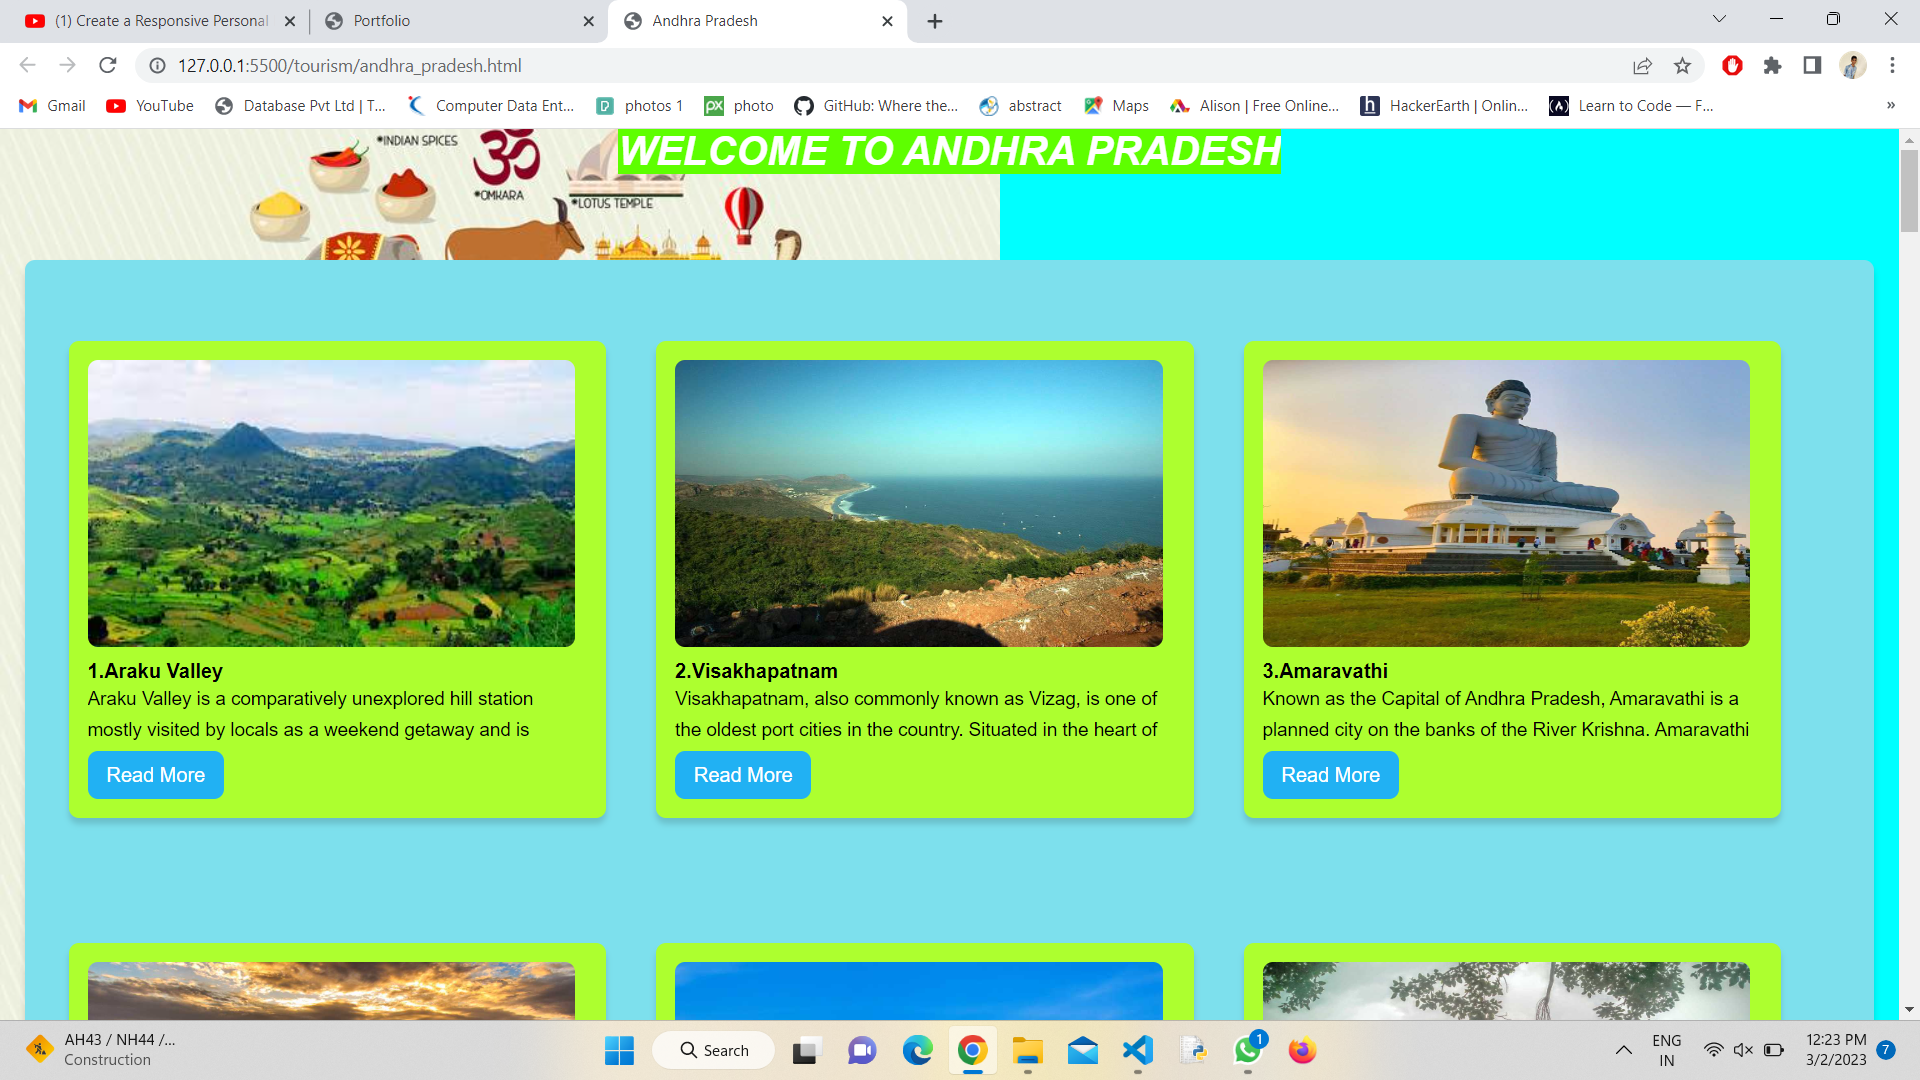 (1) Create a Responsive Personal
Portfolio
Andhra Pradesh
127.0.0.1:5500/tourism/andhra_pradesh.html
Gmail
YouTube
Database Pvt Ltd | T...
Computer Data Ent...
photos 1
photo
GitHub: Where the...
abstract
Maps
Alison | Free Online...
HackerEarth | Onlin...
Learn to Code — F...
»
WELCOME TO ANDHRA PRADESH
*INDIAN SPICES
*OMKARA
*LOTUS TEMPLE
1.Araku Valley
Araku Valley is a comparatively unexplored hill station
mostly visited by locals as a weekend getaway and is
Read More
2.Visakhapatnam
Visakhapatnam, also commonly known as Vizag, is one of
the oldest port cities in the country. Situated in the heart of
Read More
3.Amaravathi
Known as the Capital of Andhra Pradesh, Amaravathi is a
planned city on the banks of the River Krishna. Amaravathi
Read More
AH43 / NH44 /...
Construction
Search
1
ENG
IN
12:23 PM
3/2/2023
7